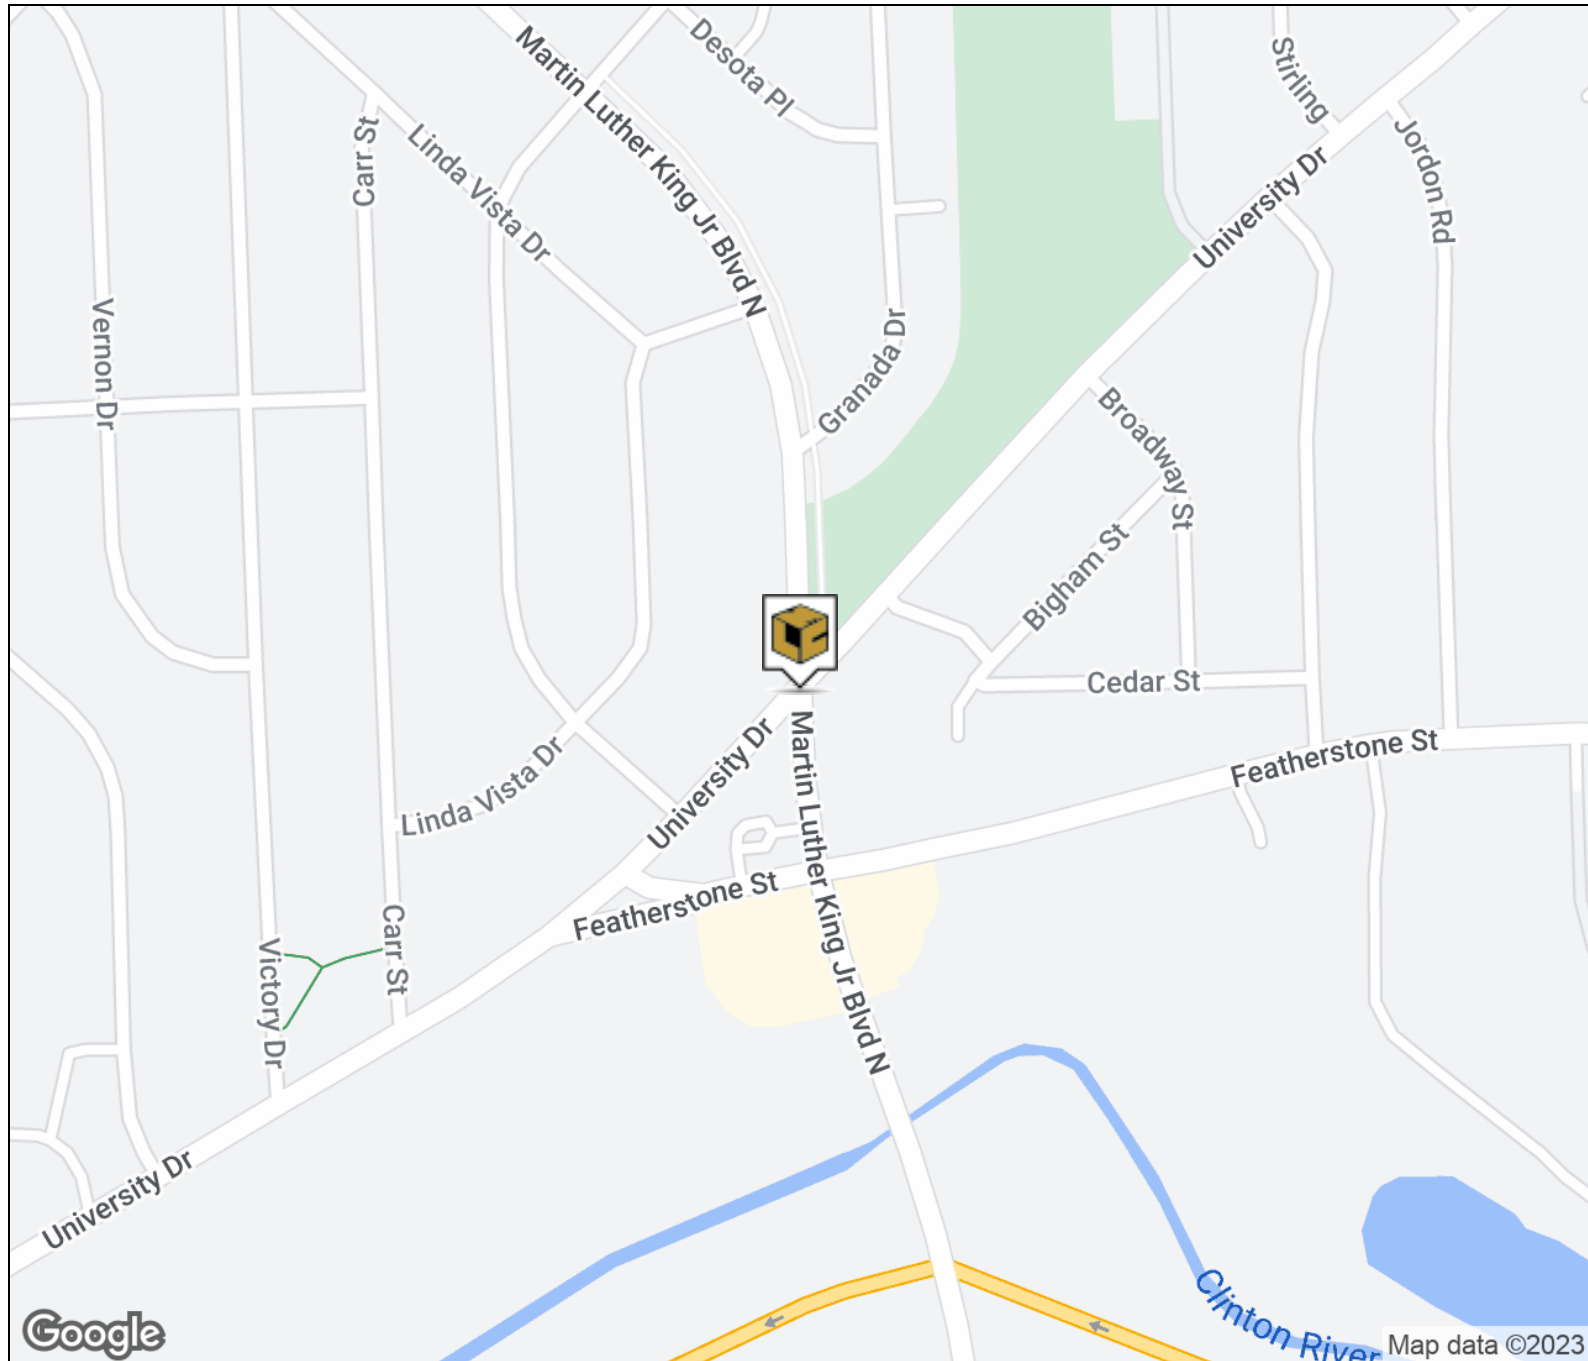 Martin Luther King Jr Blvd N
Desota Pl
Stirling
Jordon Rd
University Dr
Carr St
Linda Vista Dr
Vernon Dr
Granada Dr
Broadway St
Bigham St
Cedar St
Featherstone St
University Dr
Martin Luther King Jr Blvd N
Linda Vista Dr
Featherstone St
Carr St
Victory Dr
University Dr
Clinton River
Google
Map data ©2023